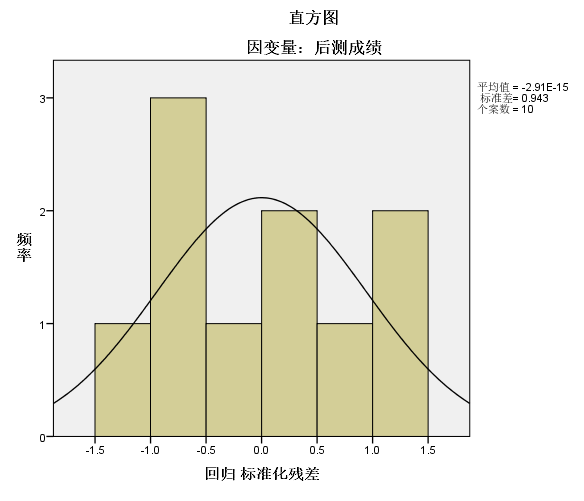 直方图
因变量：后测成绩
平均值 = -2.91E-15
标准差= 0.943
个案数 = 10
频率
3
2
1
0
-1.5 -1.0 -0.5 0.0 0.5 1.0 1.5
回归 标准化残差